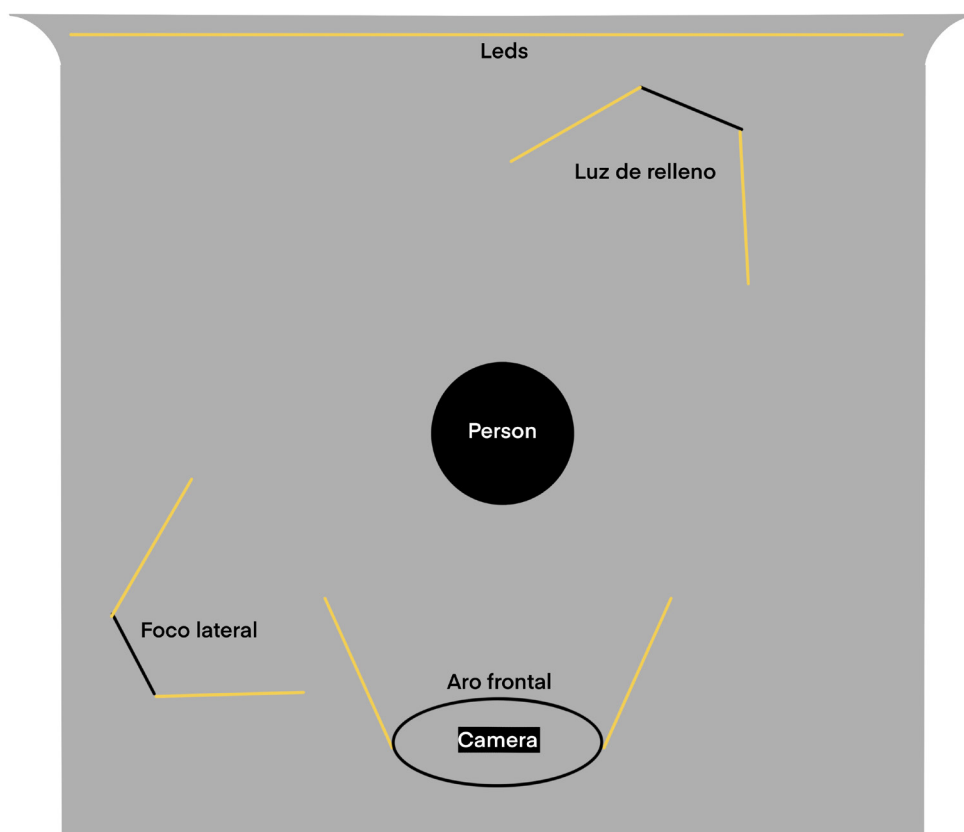 Leds
Luz de relleno
Person
Foco lateral
Aro frontal
Camera